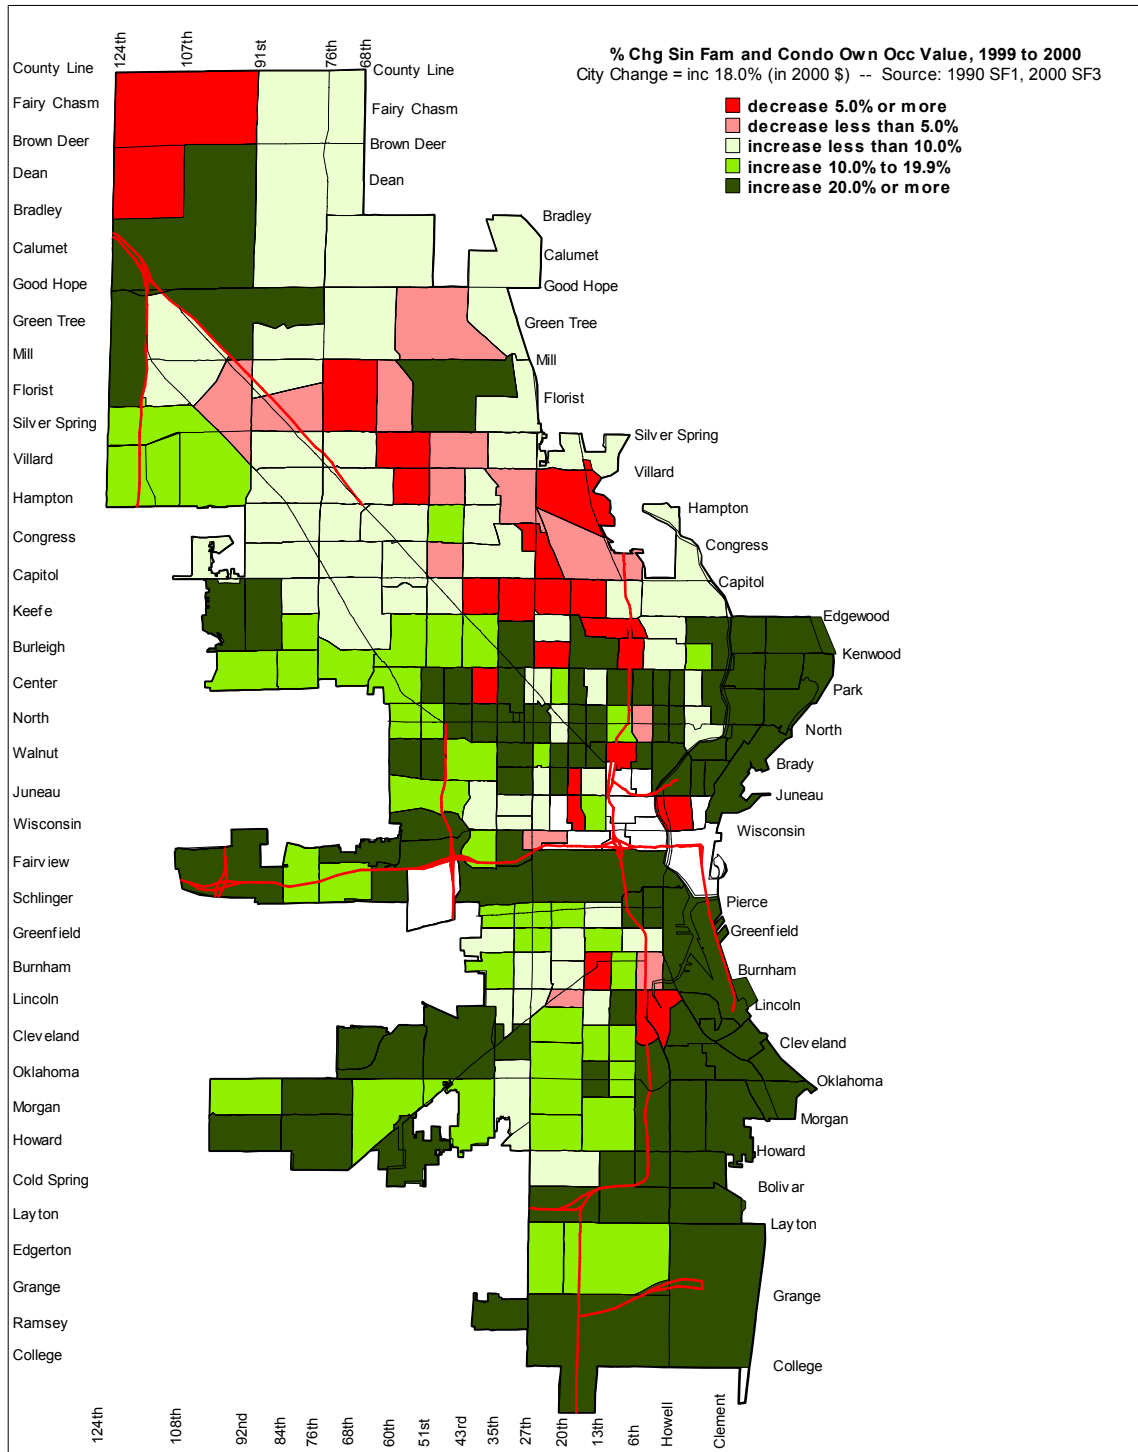 124th
107th
91st
76th
68th
% Chg Sin Fam and Condo Own Occ Value, 1999 to 2000
City Change = inc 18.0% (in 2000 $) -- Source: 1990 SF1, 2000 SF3
decrease 5.0% or more
decrease less than 5.0%
increase less than 10.0%
increase 10.0% to 19.9%
increase 20.0% or more
County Line
Fairy Chasm
Brown Deer
Dean
Bradley
Calumet
Good Hope
Green Tree
Mill
Florist
Silver Spring
Villard
Hampton
Congress
Capitol
Keefe
Burleigh
Center
North
Walnut
Juneau
Wisconsin
Fairview
Schlinger
Greenfield
Burnham
Lincoln
Cleveland
Oklahoma
Morgan
Howard
Cold Spring
Layton
Edgerton
Grange
Ramsey
College
County Line
Fairy Chasm
Brown Deer
Dean
Bradley
Calumet
Good Hope
Green Tree
Mill
Florist
Silver Spring
Villard
Hampton
Congress
Capitol
Edgewood
Kenwood
Park
North
Brady
Juneau
Wisconsin
Pierce
Greenfield
Burnham
Lincoln
Cleveland
Oklahoma
Morgan
Howard
Bolivar
Layton
Grange
College
124th
108th
92nd
84th
76th
68th
60th
51st
43rd
35th
27th
20th
13th
6th
Howell
Clement